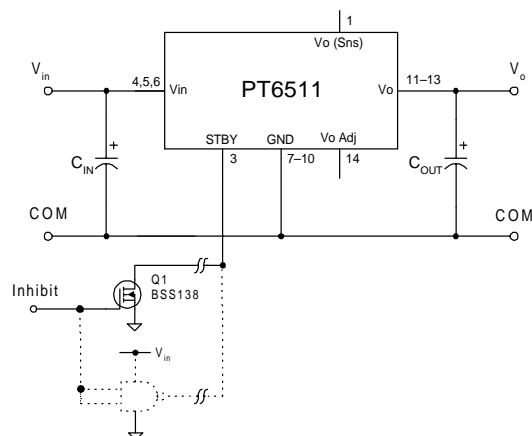 1
Vo (Sns)
Vin
4,5,6
Vin
PT6511
Vo
11–13
Vo
STBY
GND
Vo Adj
3
7–10
14
+
CIN
+
COUT
COM
COM
Q1
BSS138
Inhibit
Vin